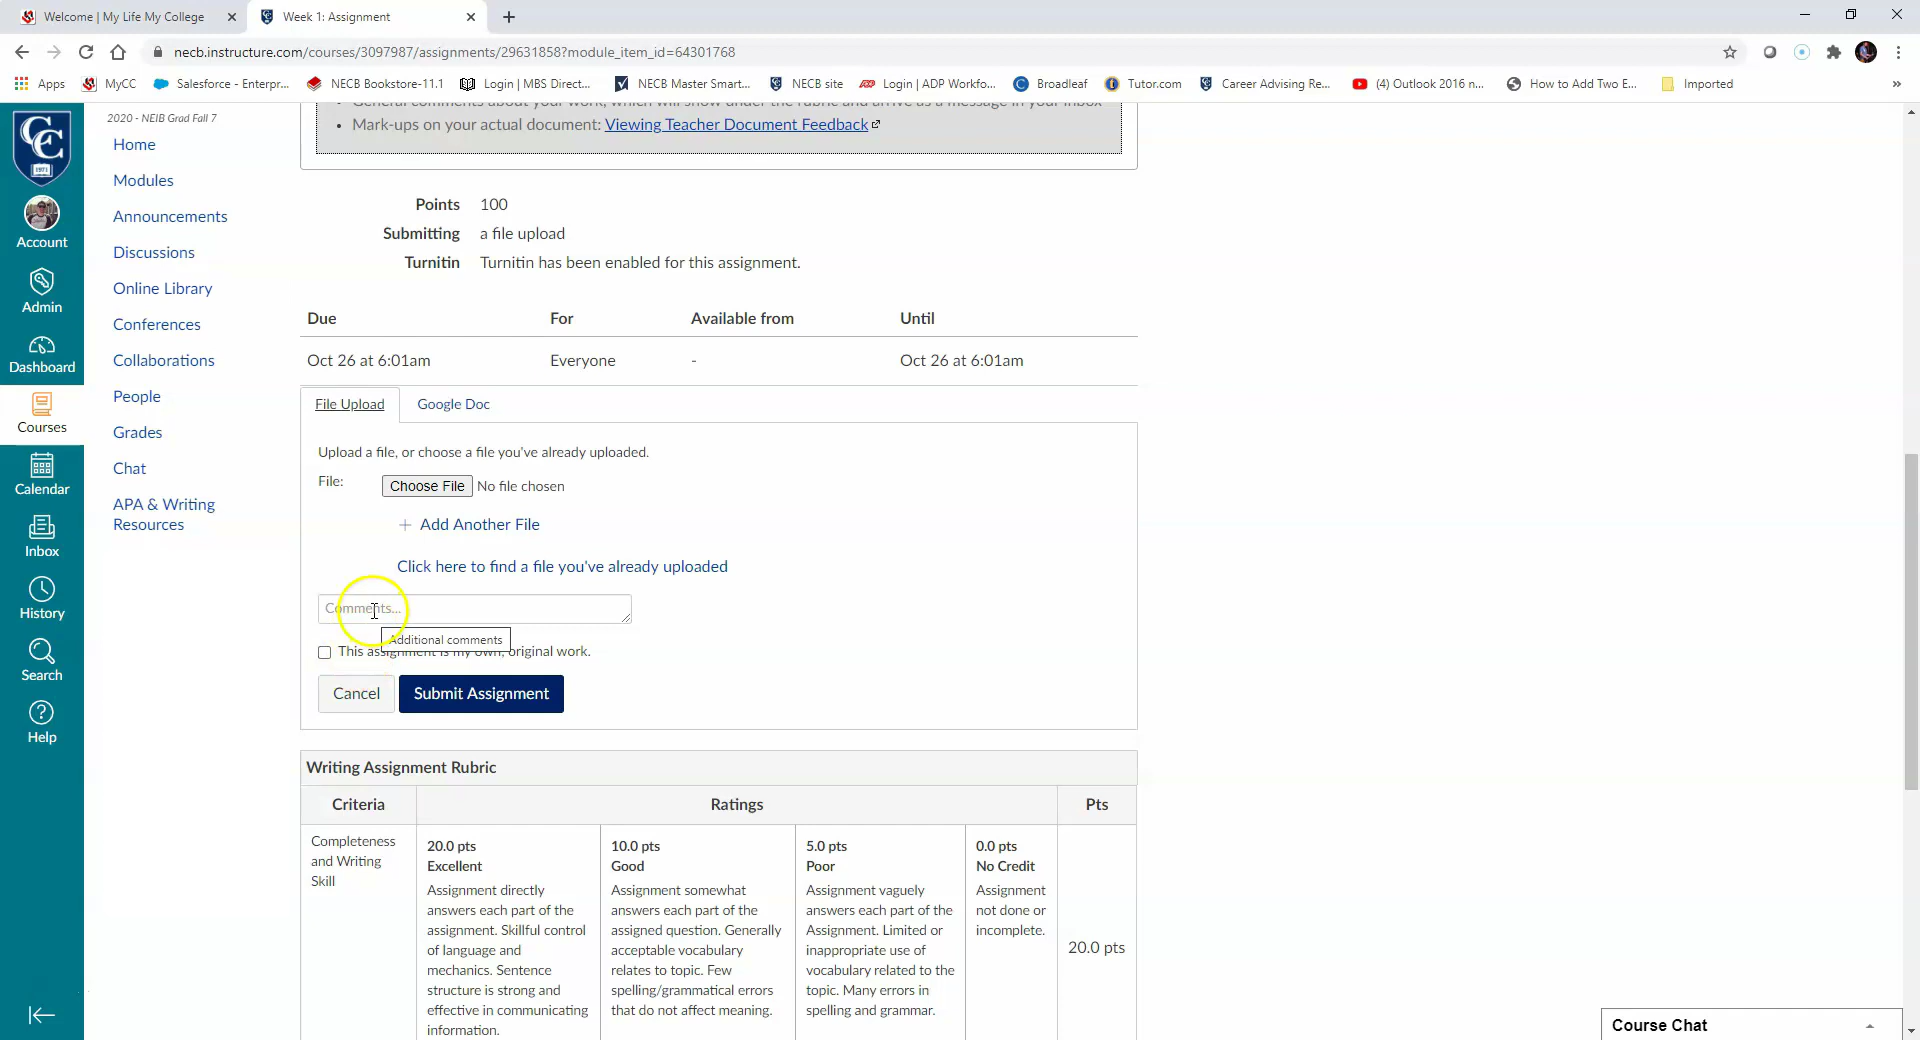 Welcome | My Life My College
Week 1: Assignment
necb.instructure.com/courses/3097987/assignments/29631858?module_item_id=64301768
Apps
MyCC
Salesforce - Enterpr...
NECB Bookstore-11.1
Login | MBS Direct...
NECB Master Smart...
NECB site
Login | ADP Workfo...
Broadleaf
Tutor.com
Career Advising Re...
(4) Outlook 2016 n...
How to Add Two E...
Imported
»
CC
1971
Account
Admin
Dashboard
Courses
Calendar
Inbox
History
Search
Help
2020 - NEIB Grad Fall 7
Home
Modules
Announcements
Discussions
Online Library
Conferences
Collaborations
People
Grades
Chat
APA & Writing
Resources
• General comments about your work, which will show under the rubric and arrive as a message in your inbox
• Mark-ups on your actual document: Viewing Teacher Document Feedback
Points 100
Submitting a file upload
Turnitin Turnitin has been enabled for this assignment.
Due For Available from Until
Oct 26 at 6:01am Everyone - Oct 26 at 6:01am
File Upload Google Doc
Upload a file, or choose a file you've already uploaded.
File: Choose File No file chosen
+ Add Another File
Click here to find a file you've already uploaded
Comments...
Additional comments
This assignment is my own, original work.
Cancel Submit Assignment
Writing Assignment Rubric
Criteria Ratings Pts
Completeness
and Writing
Skill
20.0 pts
Excellent
Assignment directly
answers each part of the
assignment. Skillful control
of language and
mechanics. Sentence
structure is strong and
effective in communicating
information.
10.0 pts
Good
Assignment somewhat
answers each part of the
assigned question. Generally
acceptable vocabulary
relates to topic. Few
spelling/grammatical errors
that do not affect meaning.
5.0 pts
Poor
Assignment vaguely
answers each part of the
Assignment. Limited or
inappropriate use of
vocabulary related to the
topic. Many errors in
spelling and grammar.
0.0 pts
No Credit
Assignment
not done or
incomplete.
20.0 pts
Course Chat